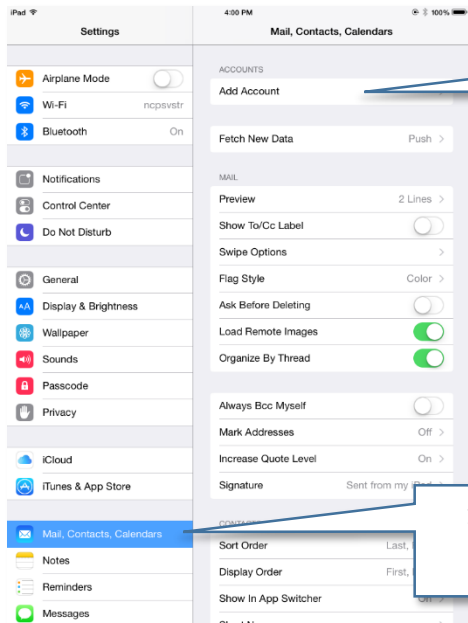 iPad 4:00 PM 100%
Settings
Airplane Mode
Wi-Fi ncpsvstr
Bluetooth On
Notifications
Control Center
Do Not Disturb
General
AA Display & Brightness
Wallpaper
Sounds
Passcode
Privacy
iCloud
iTunes & App Store
Mail, Contacts, Calendars
Notes
Reminders
Messages
Mail, Contacts, Calendars
ACCOUNTS
Add Account
Fetch New Data Push
MAIL
Preview 2 Lines
Show To/Cc Label
Swipe Options
Flag Style Color
Ask Before Deleting
Load Remote Images
Organize By Thread
Always Bcc Myself
Mark Addresses Off
Increase Quote Level On
Signature Sent from my iPad
CONTACTS
Sort Order Last,
Display Order First,
Show In App Switcher On